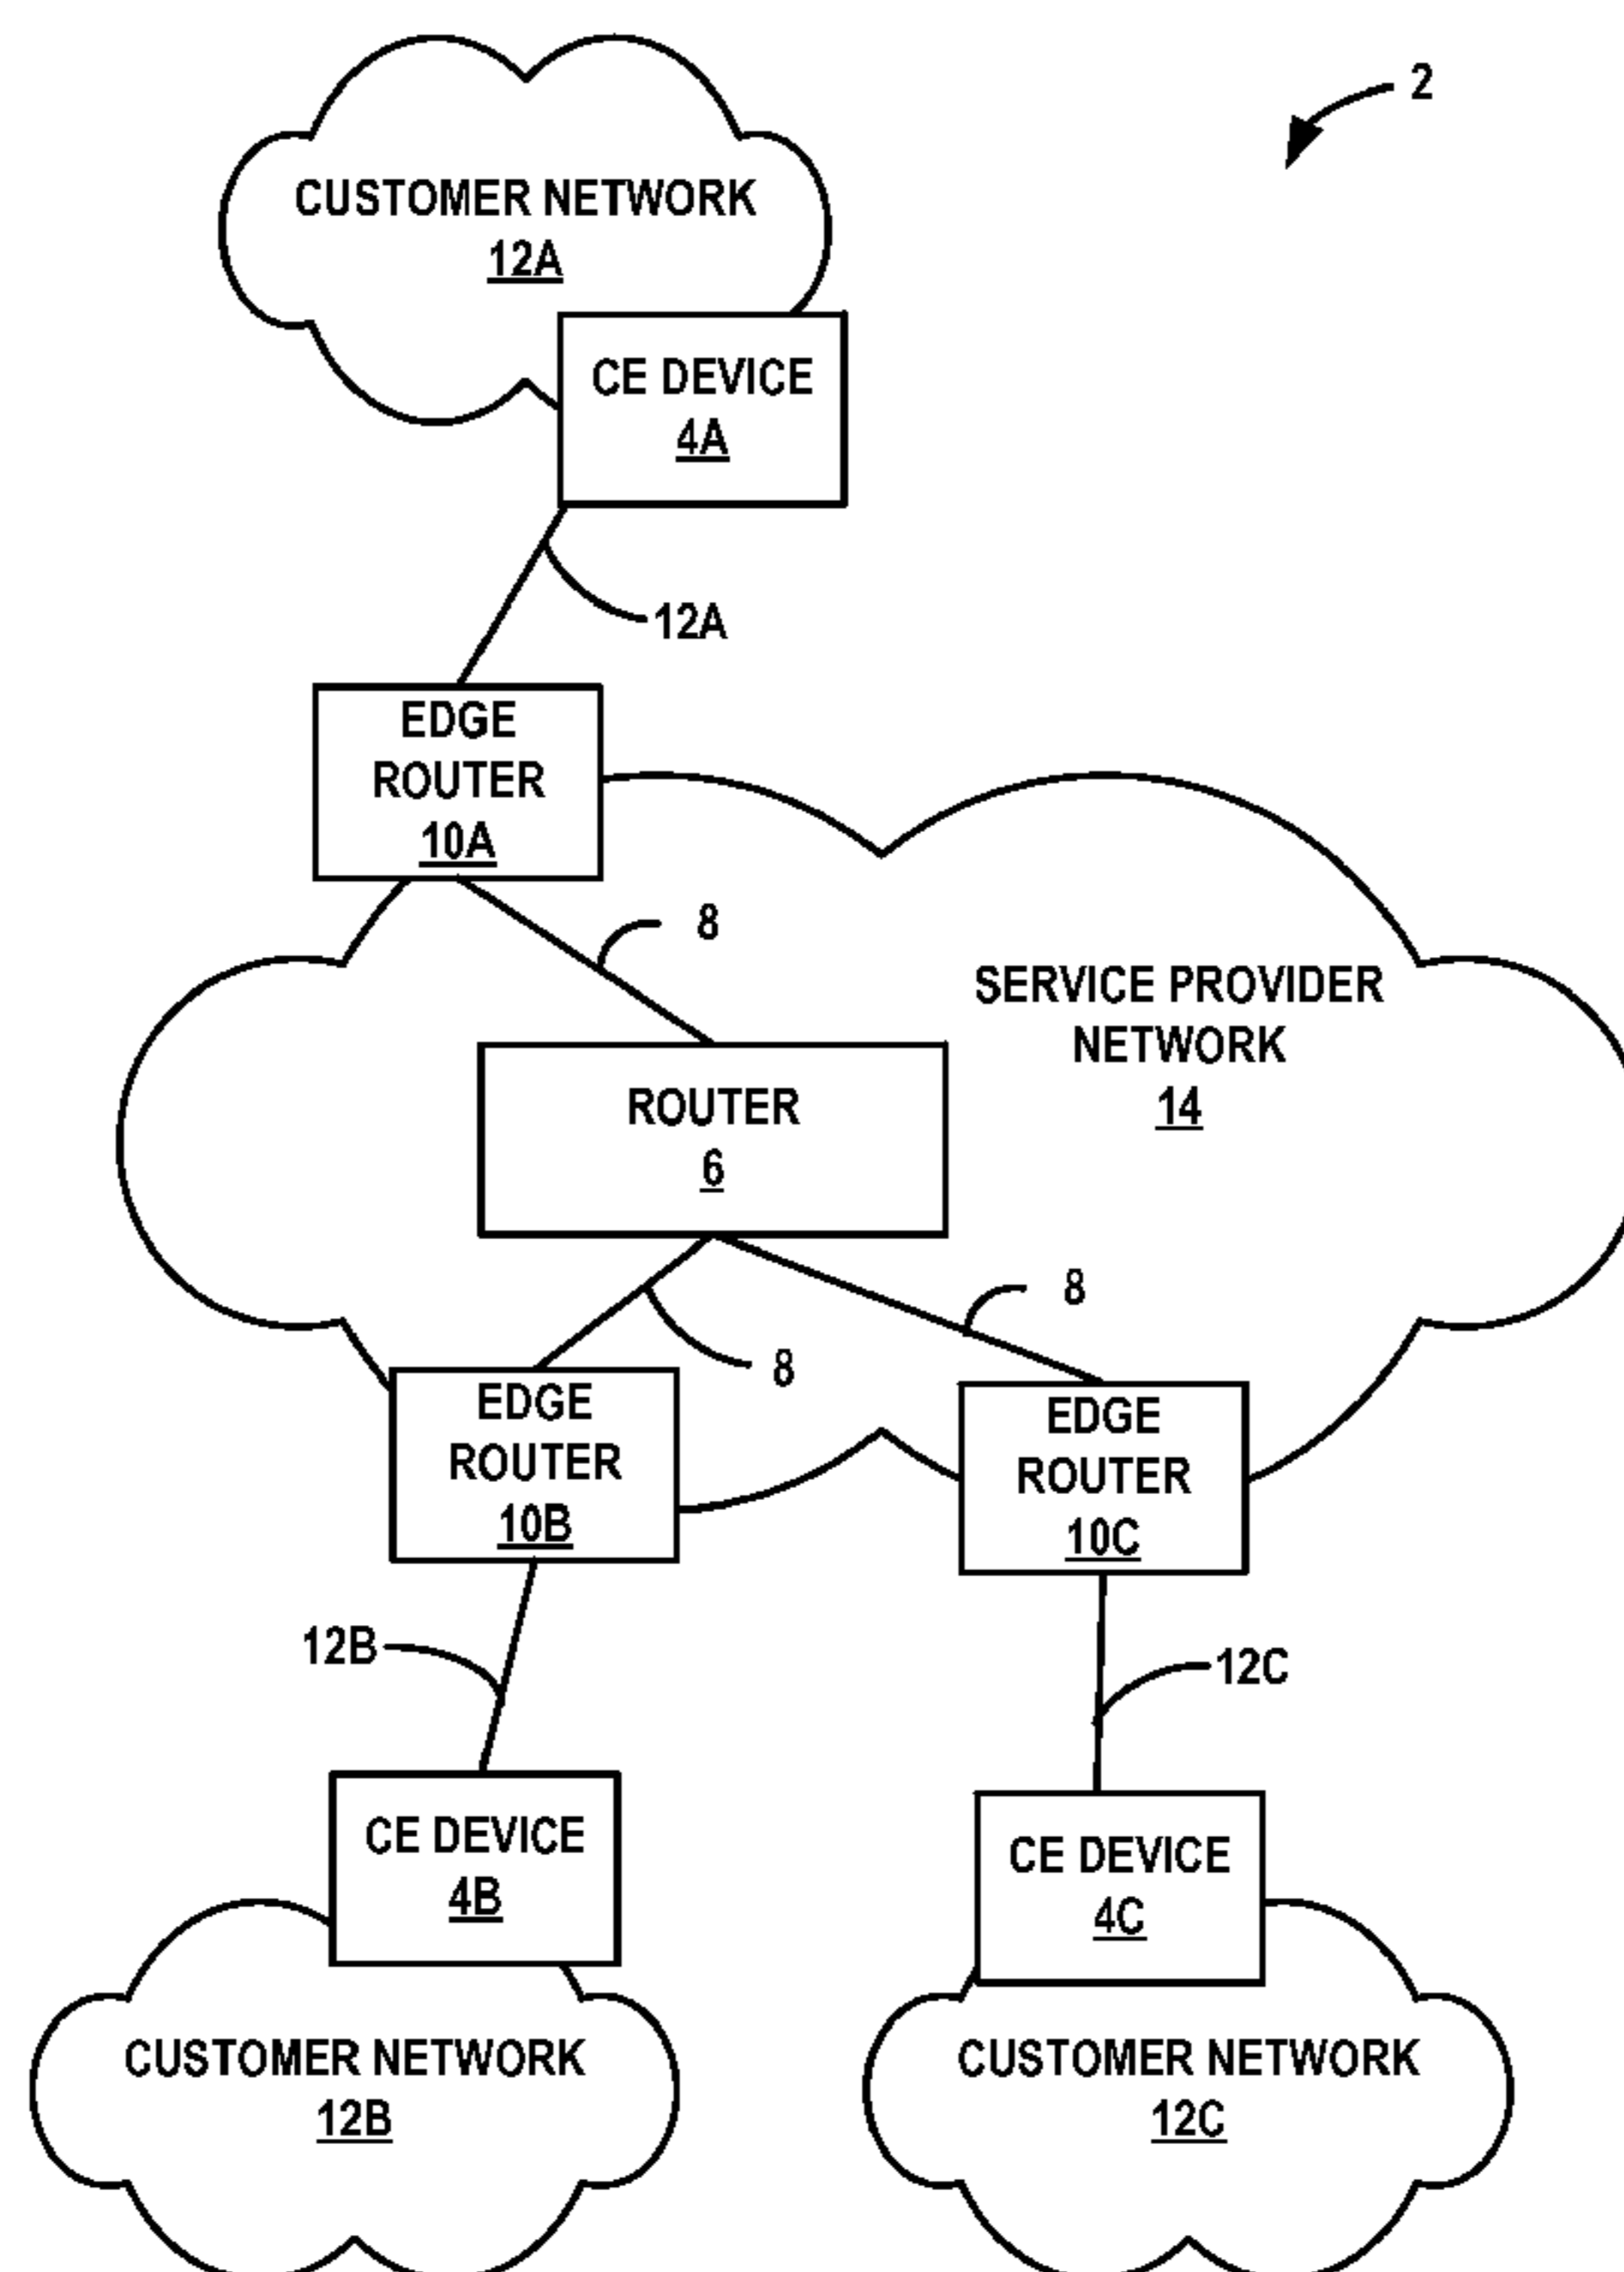 2
CUSTOMER NETWORK
12A
CE DEVICE
4A
12A
EDGE
ROUTER
10A
8
SERVICE PROVIDER
NETWORK
14
ROUTER
6
8
8
EDGE
ROUTER
10B
EDGE
ROUTER
10C
12B
12C
CE DEVICE
4B
CE DEVICE
4C
CUSTOMER NETWORK
12B
CUSTOMER NETWORK
12C